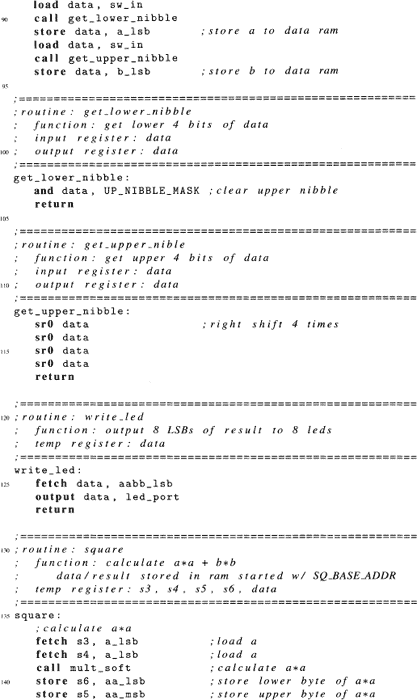 load data, sw_in
90 call get_lower_nibble
store data, a_lsb ;store a to data ram
load data, sw_in
call get_upper_nibble
store data, b_lsb ;store b to data ram
95
;=====================================================
;routine: get_lower_nibble
; function: get lower 4 bits of data
; input register: data
100 ; output register: data
;=====================================================
get_lower_nibble:
and data, UP_NIBBLE_MASK ;clear upper nibble
return
105
;=====================================================
;routine: get_upper_nible
; function: get upper 4 bits of data
; input register: data
110 ; output register: data
;=====================================================
get_upper_nibble:
sr0 data ;right shift 4 times
sr0 data
115 sr0 data
sr0 data
return
;=====================================================
120 ;routine: write_led
; function: output 8 LSBs of result to 8 leds
; temp register: data
;=====================================================
write_led:
125 fetch data, aabb_lsb
output data, led_port
return
;=====================================================
130 ;routine: square
; function: calculate a*a + b*b
; data/result stored in ram started w/ SQ_BASE_ADDR
; temp register: s3, s4, s5, s6, data
;=====================================================
135 square:
;calculate a*a
fetch s3, a_lsb ;load a
fetch s4, a_lsb ;load a
call mult_soft ;calculate a*a
140 store s6, aa_lsb ;store lower byte of a*a
store s5, aa_msb ;store upper byte of a*a